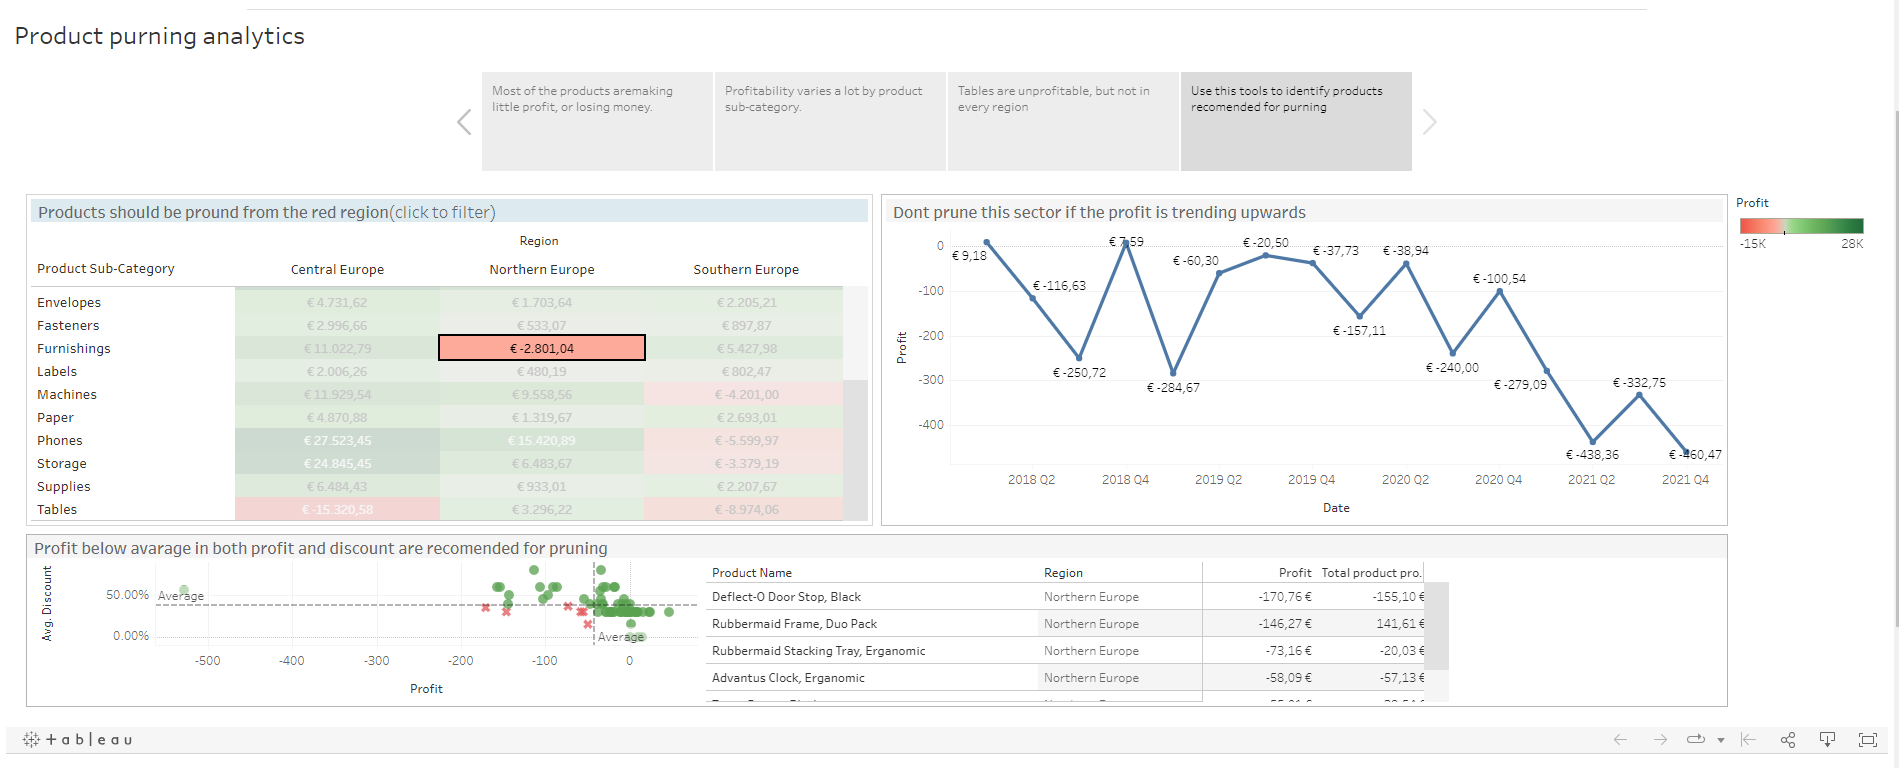 Product purning analytics
Most of the products aremaking
little profit, or losing money.
Profitability varies a lot by product
sub-category.
Tables are unprofitable, but not in
every region
Use this tools to identify products
recomended for purning
Products should be pround from the red region(click to filter)
Region
Product Sub-Category Central Europe Northern Europe Southern Europe
Envelopes € 4.731,62 € 1.703,64 € 2.205,21
Fasteners € 2.996,66 € 533,07 € 897,87
Furnishings € 11.022,79 € -2.801,04 € 5.427,98
Labels € 2.006,26 € 480,19 € 802,47
Machines € 11.929,54 € 9.558,56 € -4.201,00
Paper € 4.870,88 € 1.319,67 € 2.693,01
Phones € 27.523,45 € 15.420,89 € -5.599,97
Storage € 24.845,45 € 6.483,67 € -3.379,19
Supplies € 6.484,43 € 933,01 € 2.207,67
Tables € -15.320,58 € 3.296,22 € -8.974,06
Dont prune this sector if the profit is trending upwards
Profit
0
-100
-200
-300
-400
€ 9,18
€ -116,63
€ -250,72
€ 7,59
€ -284,67
€ -60,30
€ -20,50
€ -37,73
€ -157,11
€ -38,94
€ -240,00
€ -100,54
€ -279,09
€ -438,36
€ -332,75
€ -460,47
2018 Q2 2018 Q4 2019 Q2 2019 Q4 2020 Q2 2020 Q4 2021 Q2 2021 Q4
Date
Profit
-15K 28K
Profit below avarage in both profit and discount are recomended for pruning
Avg. Discount
50.00%
0.00%
Average
Average
-500 -400 -300 -200 -100 0
Profit
Product Name Region Profit Total product pro.
Deflect-O Door Stop, Black Northern Europe -170,76 € -155,10 €
Rubbermaid Frame, Duo Pack Northern Europe -146,27 € 141,61 €
Rubbermaid Stacking Tray, Erganomic Northern Europe -73,16 € -20,03 €
Advantus Clock, Erganomic Northern Europe -58,09 € -57,13 €
+ a b l e a u